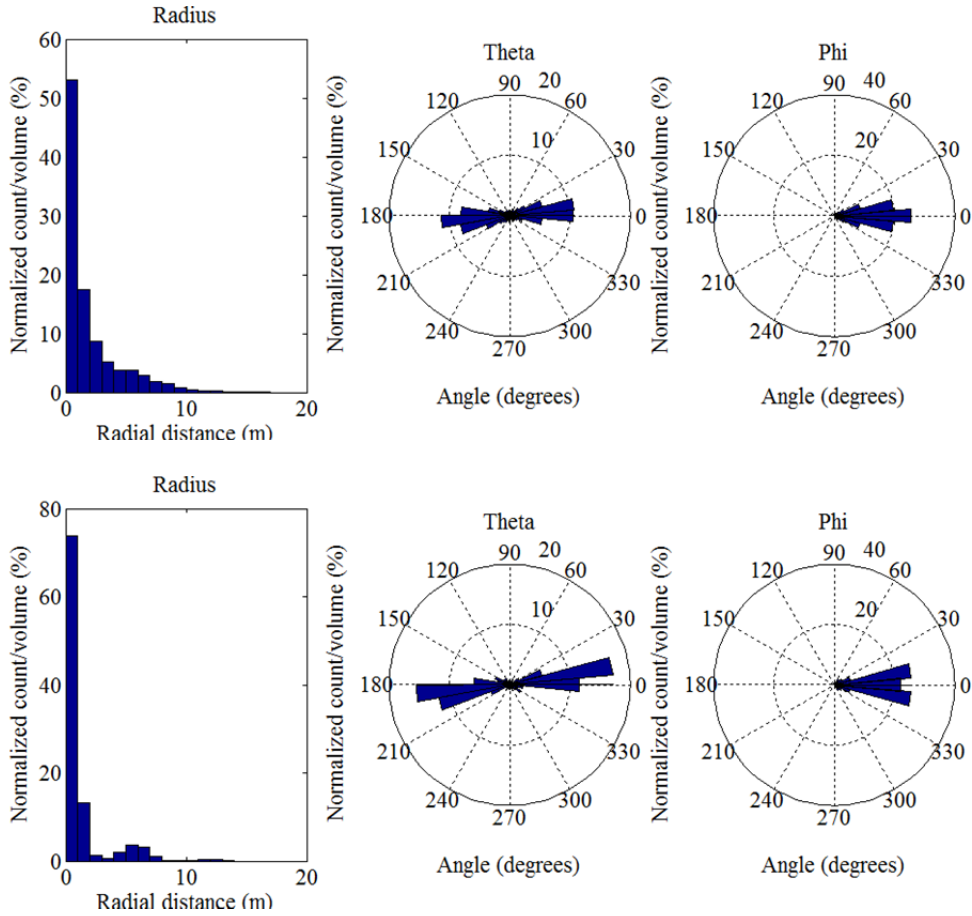 Radius
Normalized count/volume (%)
60
50
40
30
20
10
0
0 10 20
Radial distance (m)
Theta
Normalized count/volume (%)
90 20
120 60
10
150 30
180 0
210 330
240 300
270
Angle (degrees)
Phi
Normalized count/volume (%)
90 40
120 60
20
150 30
180 0
210 330
240 300
270
Angle (degrees)
Radius
Normalized count/volume (%)
80
60
40
20
0
0 10 20
Radial distance (m)
Theta
Normalized count/volume (%)
90 20
120 60
10
150 30
180 0
210 330
240 300
270
Angle (degrees)
Phi
Normalized count/volume (%)
90 40
120 60
20
150 30
180 0
210 330
240 300
270
Angle (degrees)